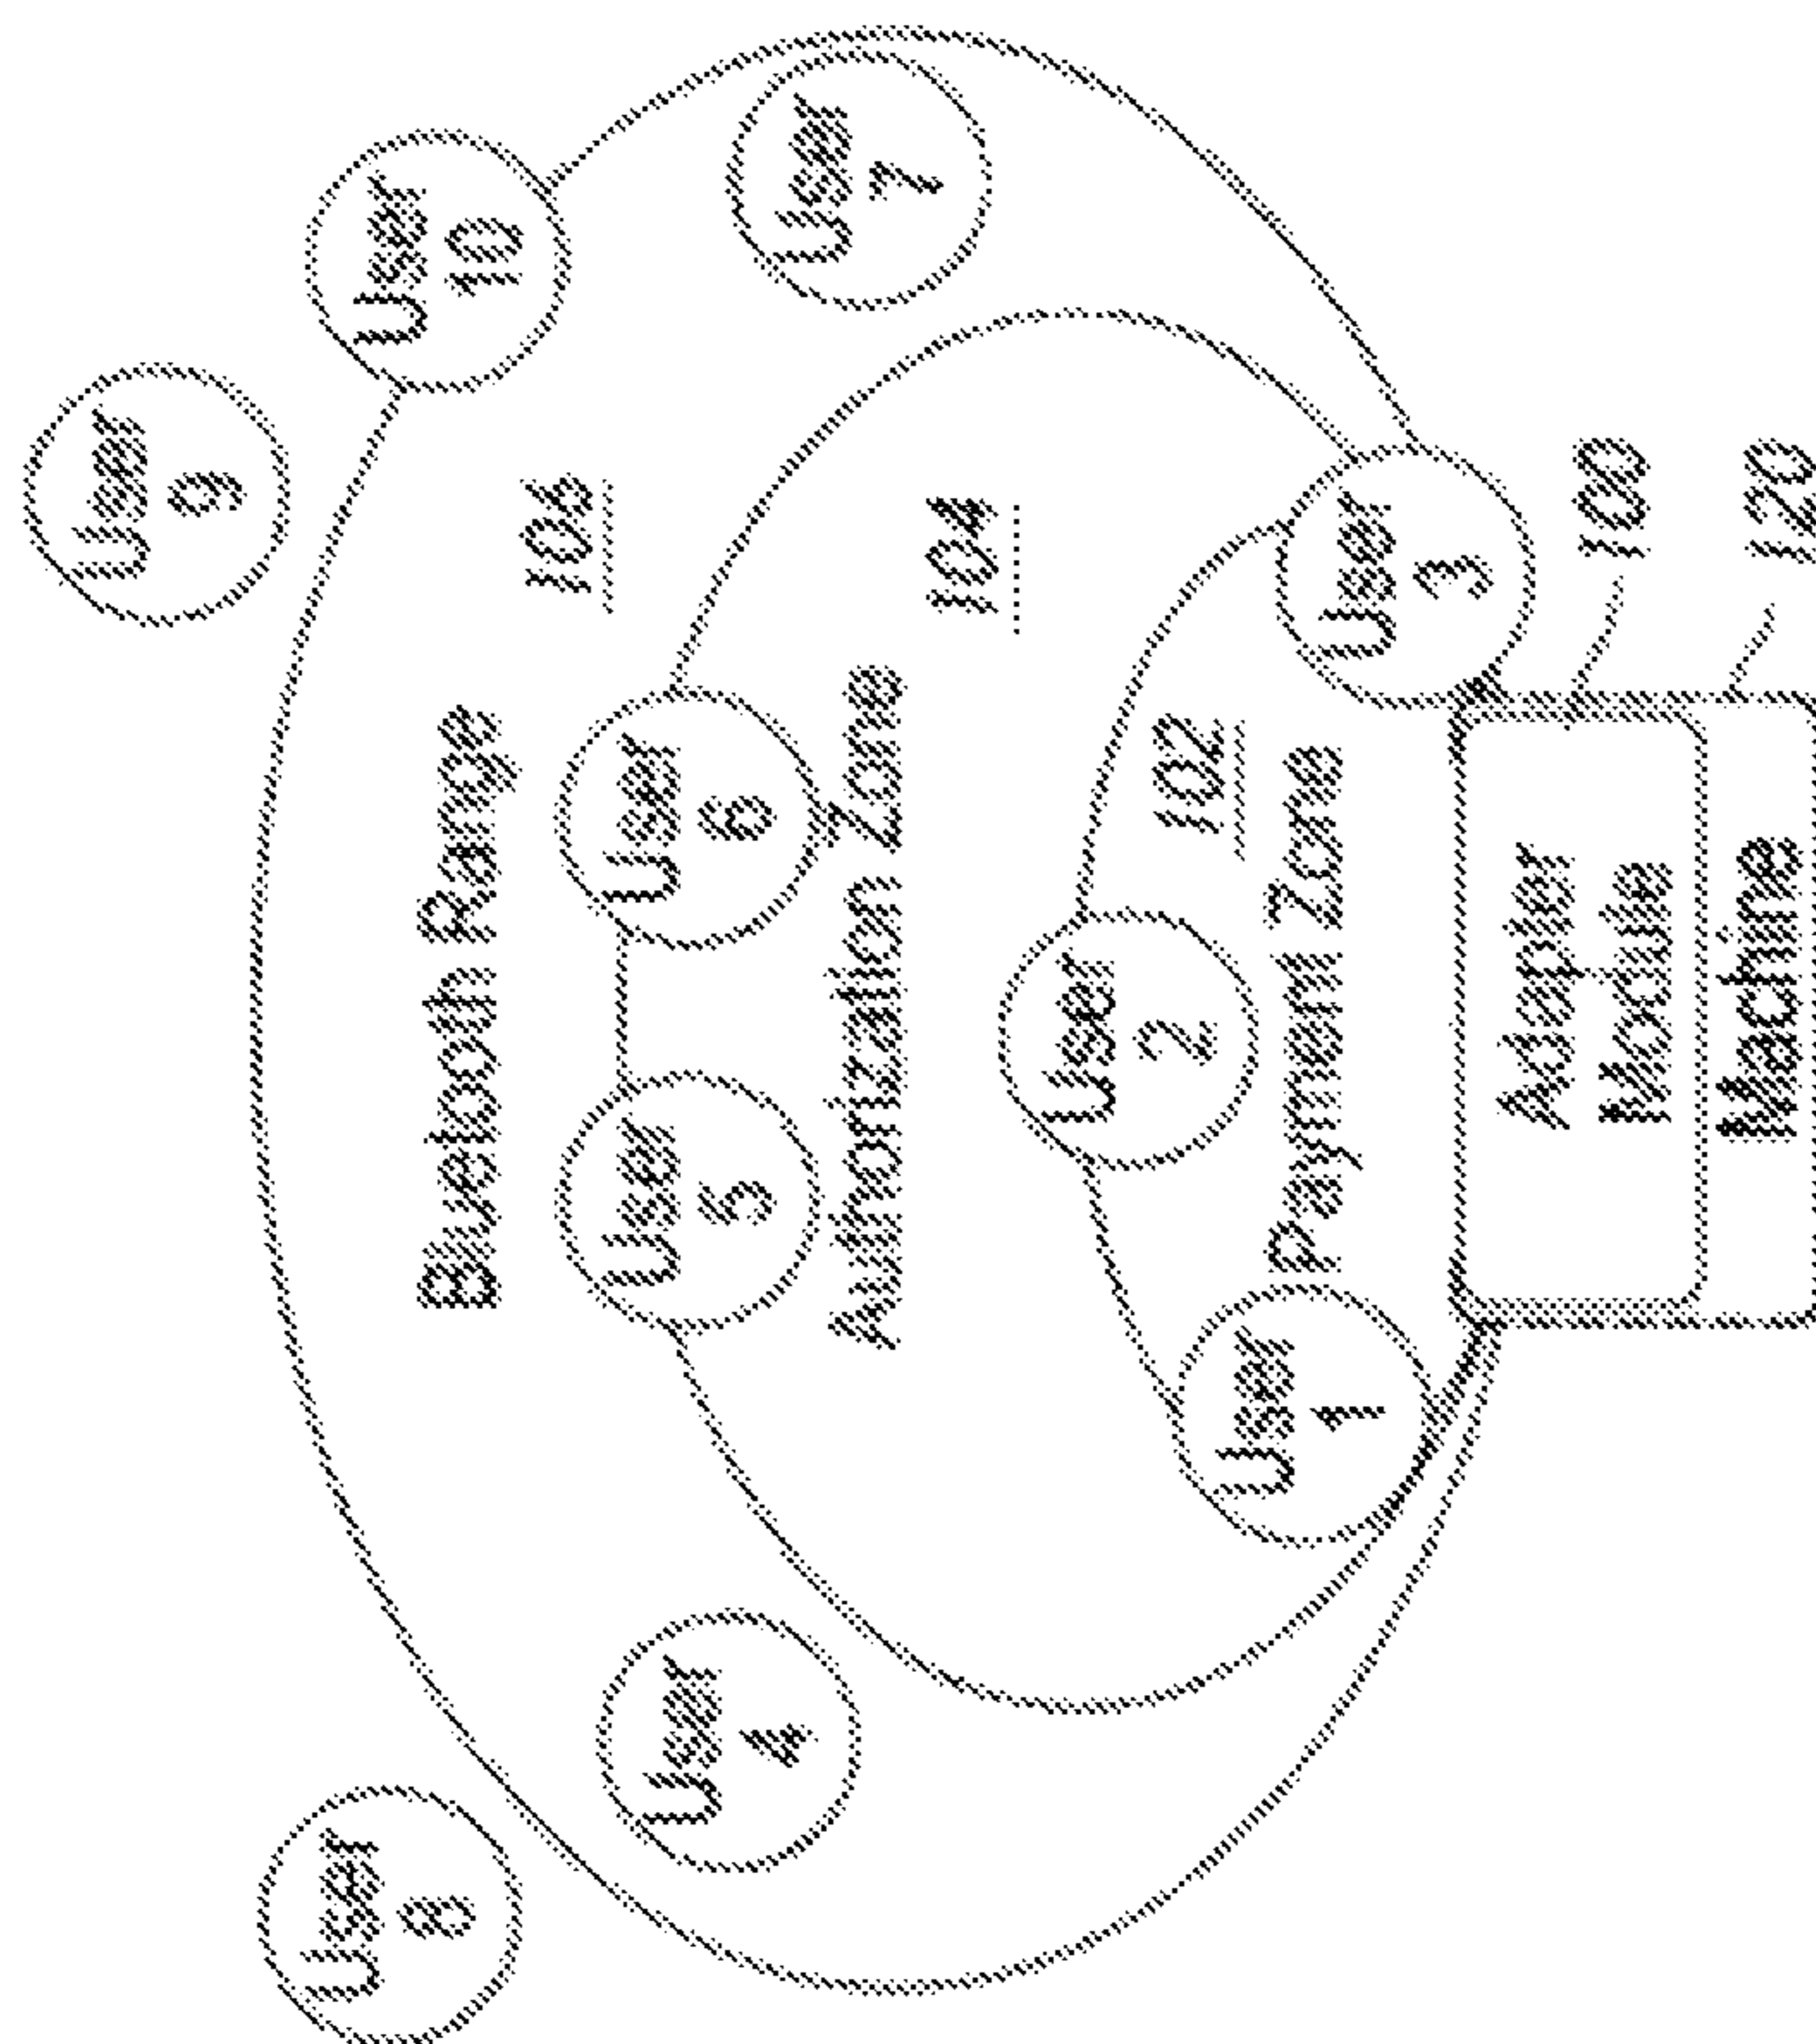 User
9
User
8
User
10
Bluetooth Range
106
User
5
User
6
User
4
User
7
Authorization Zone
104
User
2
102
User
1
Payment Zone
User
3
Adapter
Module
100
Machine
120